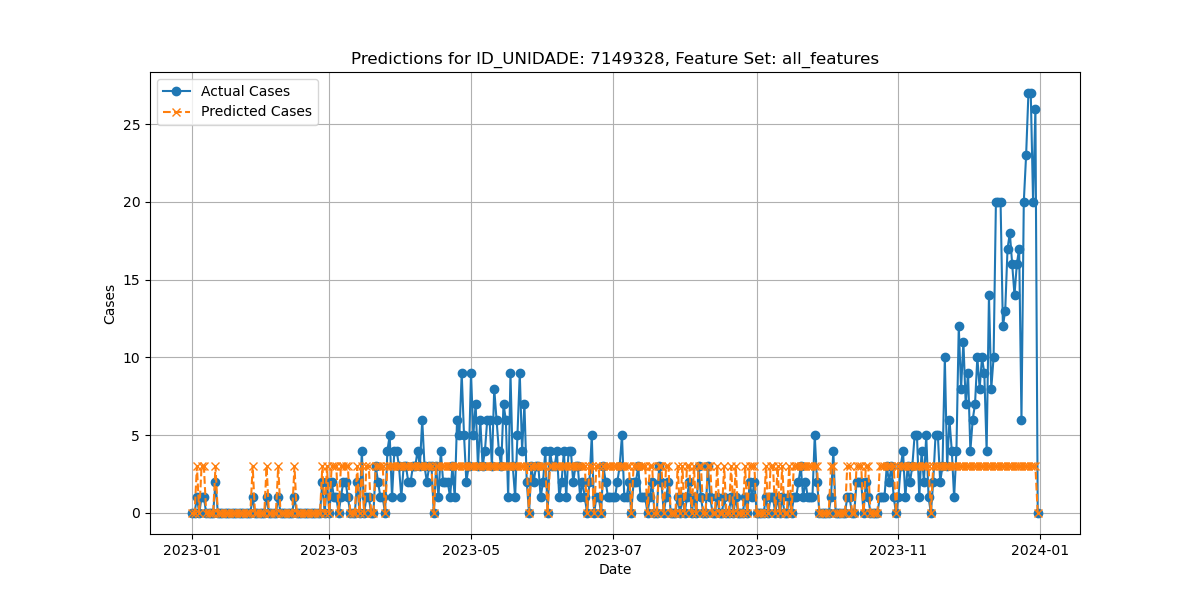 Predictions for ID_UNIDADE: 7149328, Feature Set: all_features
Actual Cases
Predicted Cases
25
20
15
10
5
0
Cases
2023-01 2023-03 2023-05 2023-07 2023-09 2023-11 2024-01
Date